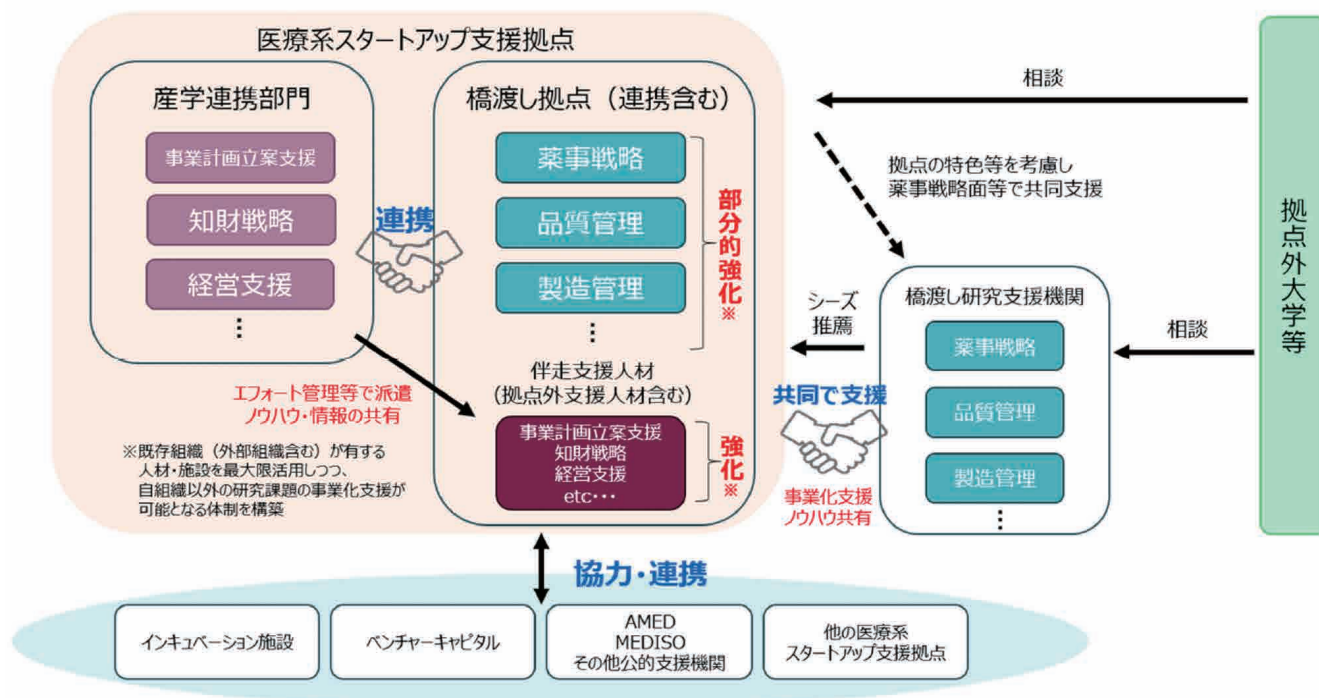 医療系スタートアップ支援拠点
産学連携部門
事業計画立案支援
知財戦略
経営支援
⋮
連携
橋渡し拠点（連携含む）
薬事戦略
品質管理
製造管理
⋮
部分的強化※
伴走支援人材
(拠点外支援人材含む)
事業計画立案支援
知財戦略
経営支援
etc・・・
強化※
エフォート管理等で派遣
ノウハウ・情報の共有
※既存組織（外部組織含む）が有する
人材・施設を最大限活用しつつ、
自組織以外の研究課題の事業化支援が
可能となる体制を構築
相談
拠点の特色等を考慮し
薬事戦略面等で共同支援
シーズ
推薦
共同で支援
事業化支援
ノウハウ共有
橋渡し研究支援機関
薬事戦略
品質管理
製造管理
⋮
相談
拠点外大学等
協力・連携
インキュベーション施設
ベンチャーキャピタル
AMED
MEDISO
その他公的支援機関
他の医療系
スタートアップ支援拠点